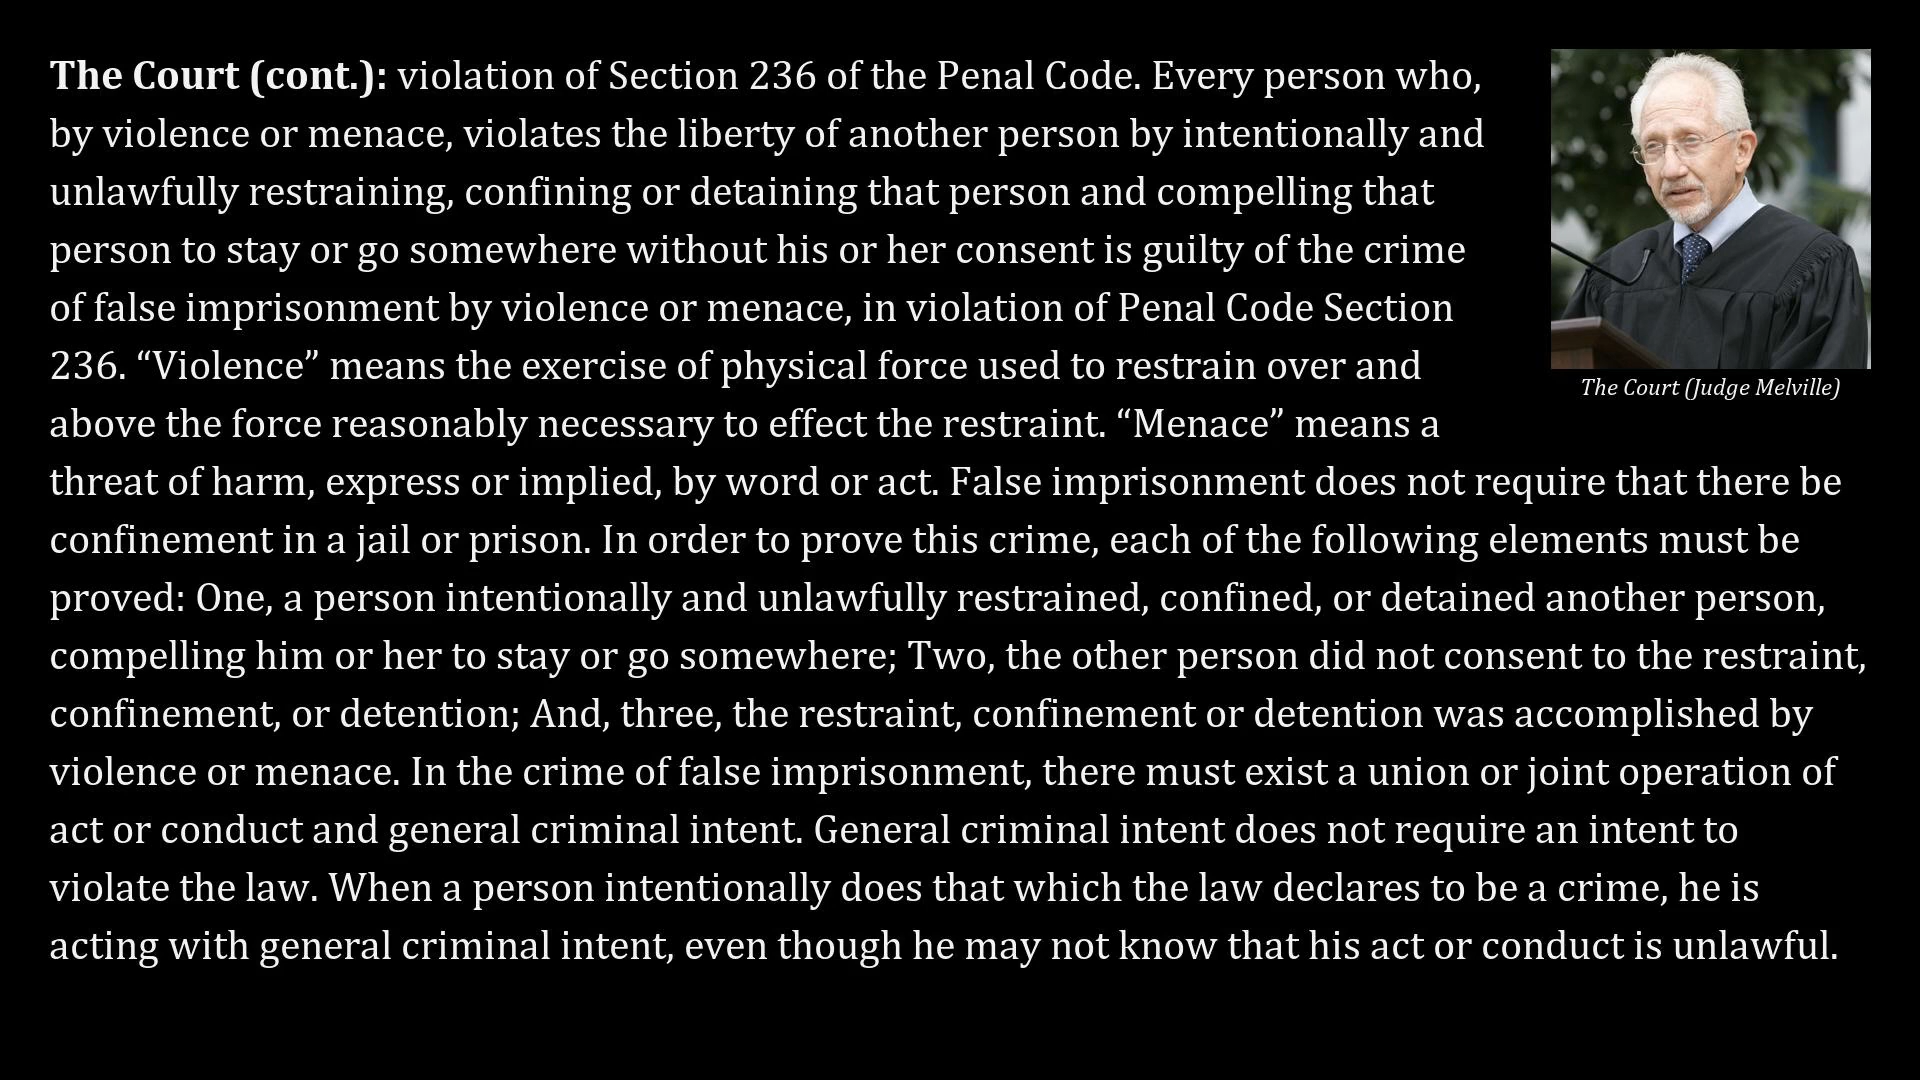 The Court (cont.): violation of Section 236 of the Penal Code. Every person who,
by violence or menace, violates the liberty of another person by intentionally and
unlawfully restraining, confining or detaining that person and compelling that
person to stay or go somewhere without his or her consent is guilty of the crime
of false imprisonment by violence or menace, in violation of Penal Code Section
236. “Violence” means the exercise of physical force used to restrain over and
above the force reasonably necessary to effect the restraint. “Menace” means a
threat of harm, express or implied, by word or act. False imprisonment does not require that there be
confinement in a jail or prison. In order to prove this crime, each of the following elements must be
proved: One, a person intentionally and unlawfully restrained, confined, or detained another person,
compelling him or her to stay or go somewhere; Two, the other person did not consent to the restraint,
confinement, or detention; And, three, the restraint, confinement or detention was accomplished by
violence or menace. In the crime of false imprisonment, there must exist a union or joint operation of
act or conduct and general criminal intent. General criminal intent does not require an intent to
violate the law. When a person intentionally does that which the law declares to be a crime, he is
acting with general criminal intent, even though he may not know that his act or conduct is unlawful.
The Court (Judge Melville)